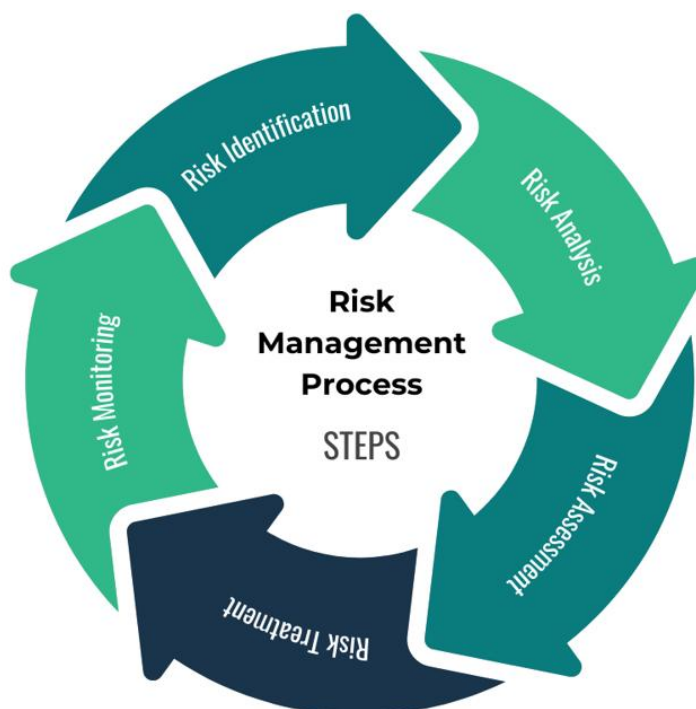 Risk
Management
Process
STEPS
Risk Identification
Risk Analysis
Risk Assessment
Risk Treatment
Risk Monitoring